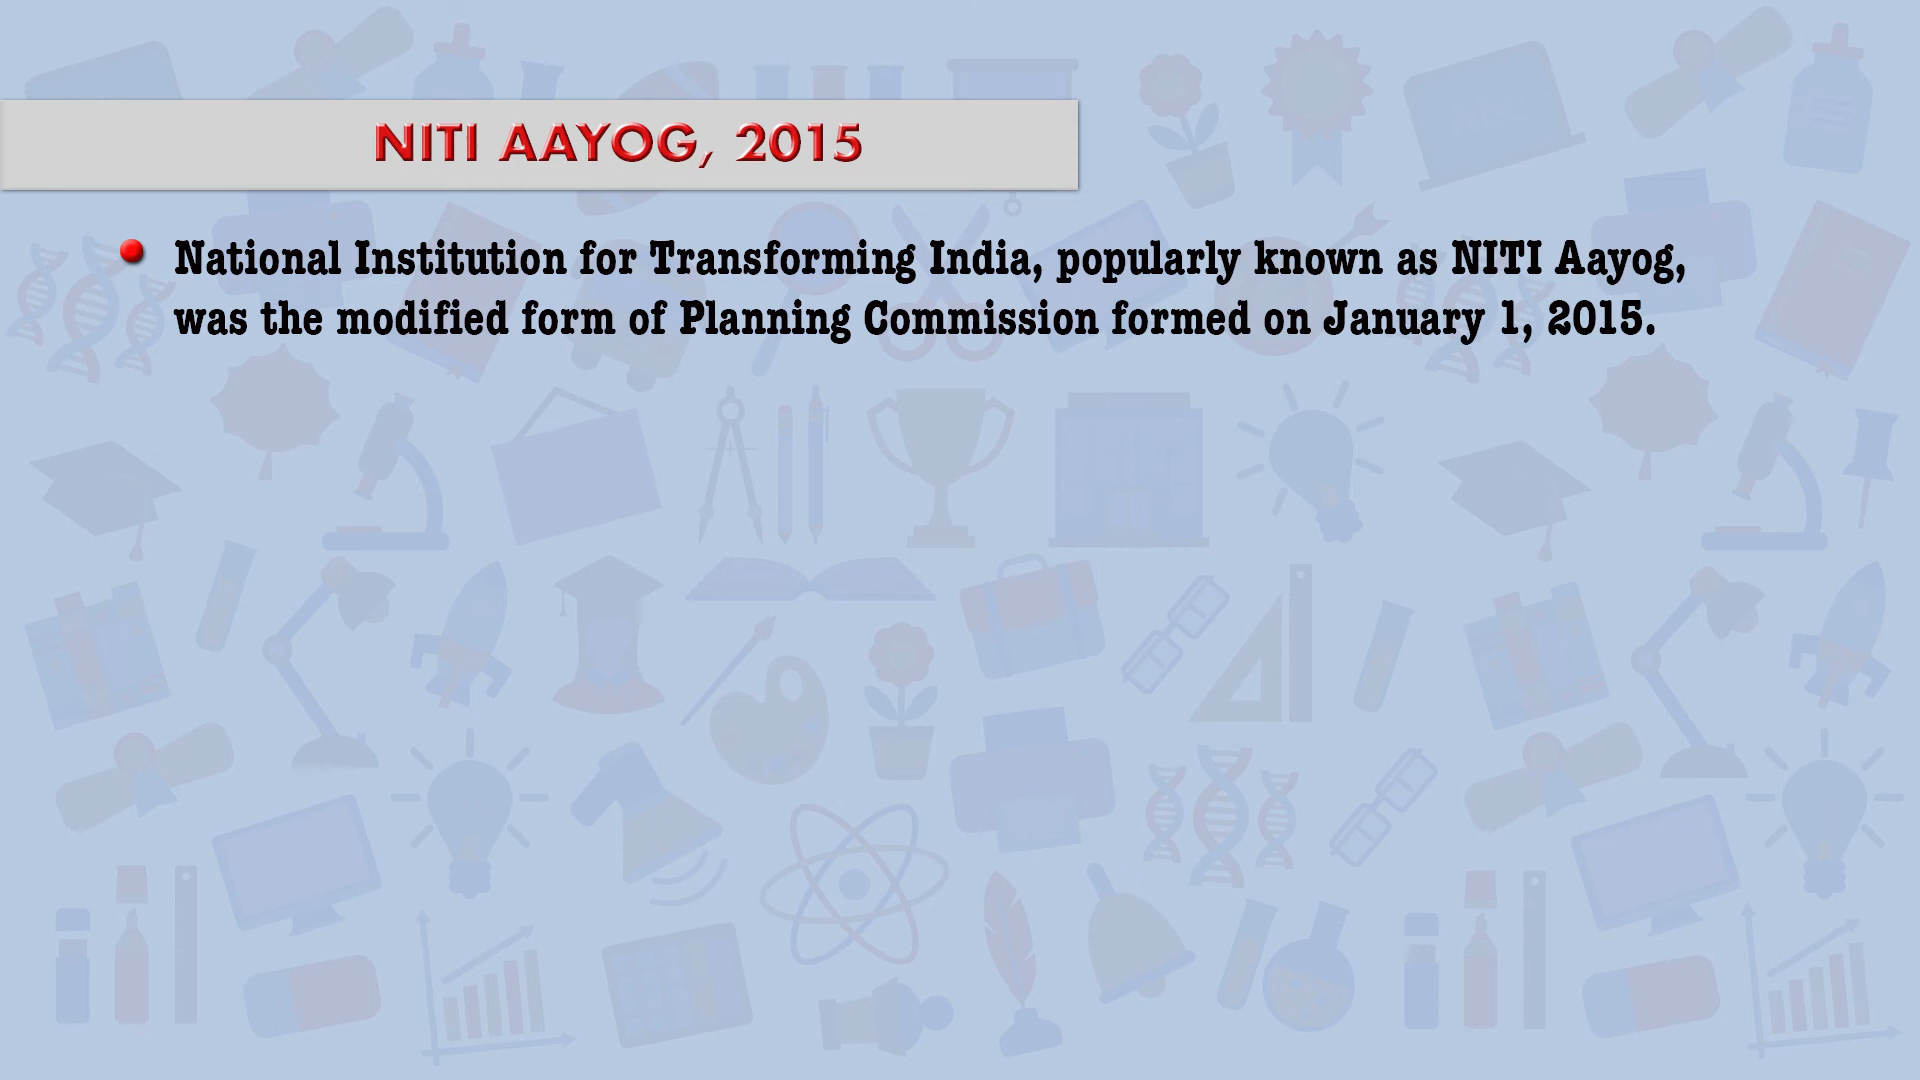 NITI AAYOG, 2015
National Institution for Transforming India, popularly known as NITI Aayog,
was the modified form of Planning Commission formed on January 1, 2015.